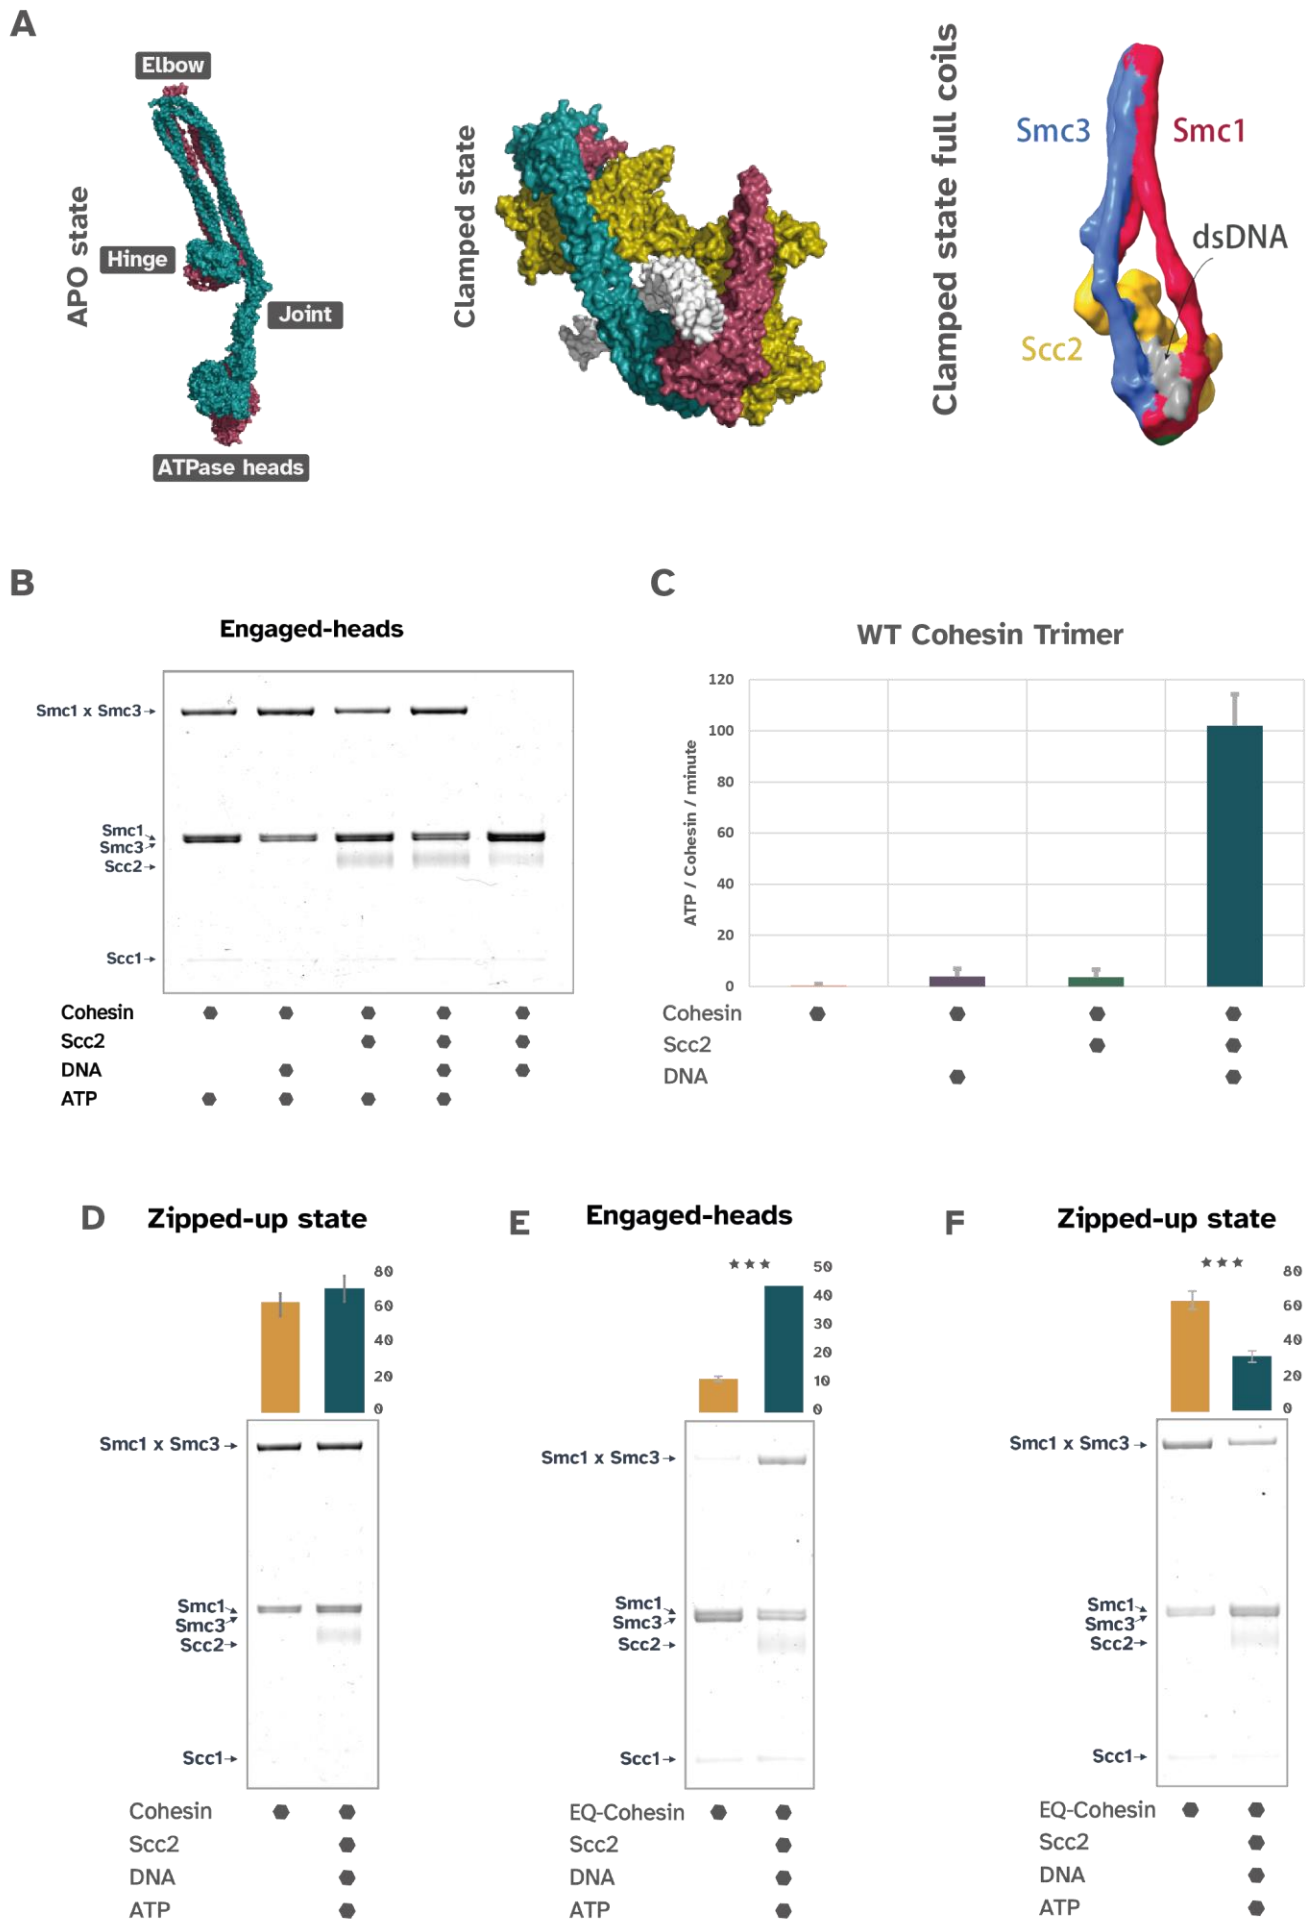 A
Elbow
APO state
Hinge
Joint
ATPase heads
Clamped state
Clamped state full coils
Smc3
Smc1
dsDNA
Scc2
B
Engaged-heads
Smc1 x Smc3
Smc1
Smc3
Scc2
Scc1
Cohesin
Scc2
DNA
ATP
C
WT Cohesin Trimer
ATP / Cohesin / minute
120
100
80
60
40
20
0
Cohesin
Scc2
DNA
D
Zipped-up state
80
60
40
20
0
Smc1 x Smc3
Smc1
Smc3
Scc2
Scc1
Cohesin
Scc2
DNA
ATP
E
Engaged-heads
50
40
30
20
10
0
Smc1 x Smc3
Smc1
Smc3
Scc2
Scc1
EQ-Cohesin
Scc2
DNA
ATP
F
Zipped-up state
80
60
40
20
0
Smc1 x Smc3
Smc1
Smc3
Scc2
Scc1
EQ-Cohesin
Scc2
DNA
ATP